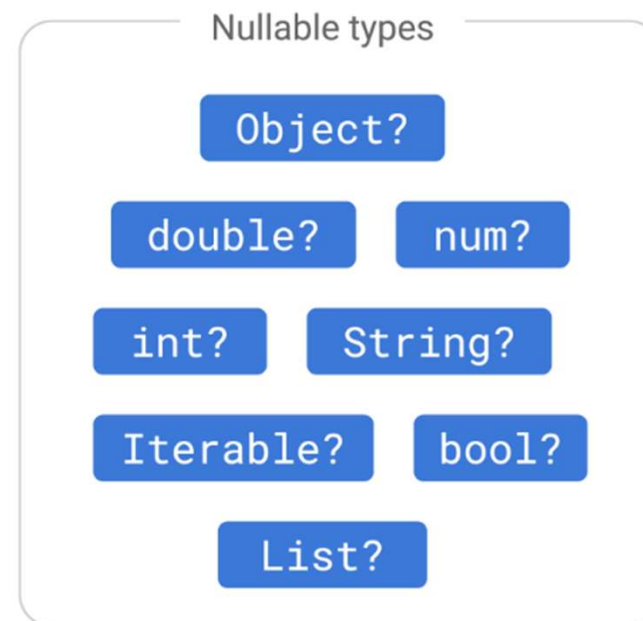 Nullable types
Object?
double? num?
int? String?
Iterable? bool?
List?